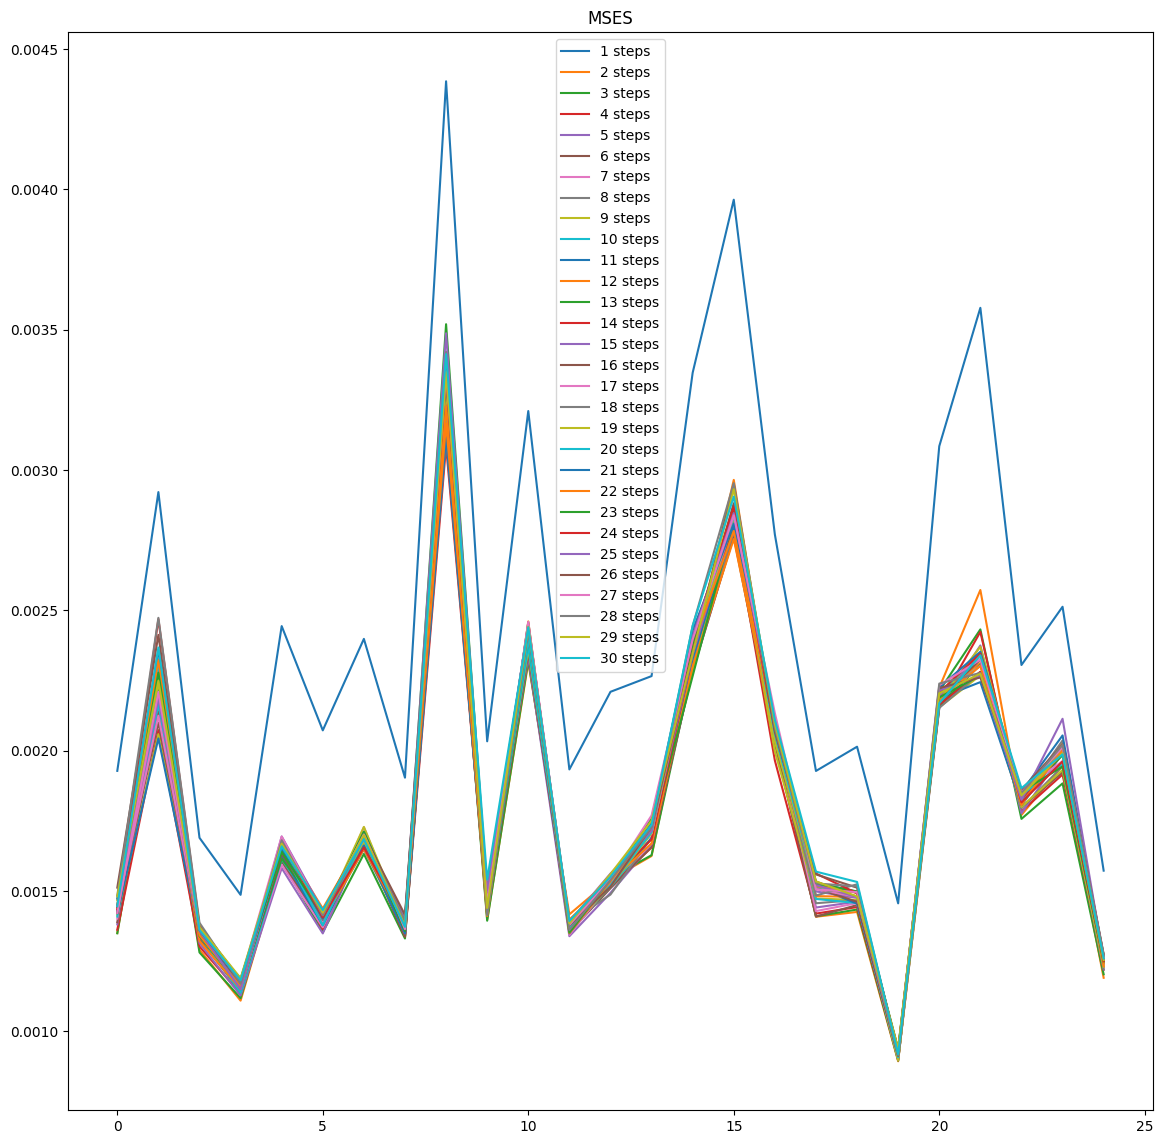 MSES
0.0045
0.0040
0.0035
0.0030
0.0025
0.0020
0.0015
0.0010
1 steps
2 steps
3 steps
4 steps
5 steps
6 steps
7 steps
8 steps
9 steps
10 steps
11 steps
12 steps
13 steps
14 steps
15 steps
16 steps
17 steps
18 steps
19 steps
20 steps
21 steps
22 steps
23 steps
24 steps
25 steps
26 steps
27 steps
28 steps
29 steps
30 steps
0 5 10 15 20 25